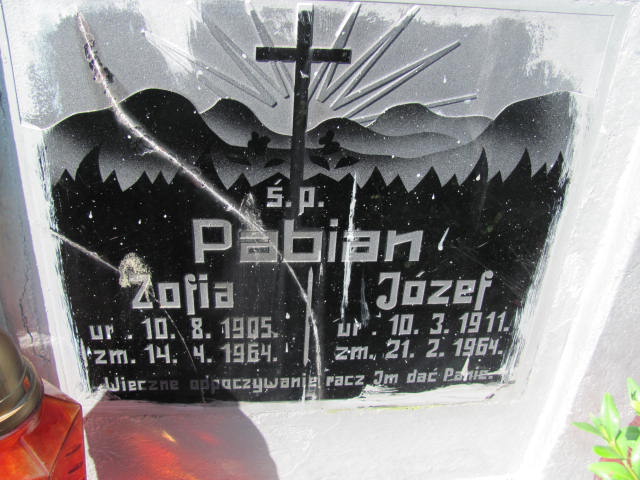 ś.p.
Pabian
Zofia Józef
ur. 10. 8. 1905. ur. 10. 3. 1911.
zm. 14. 4. 1964. zm. 21. 2. 1964.
Wieczne odpoczywanie racz Im dać Panie.